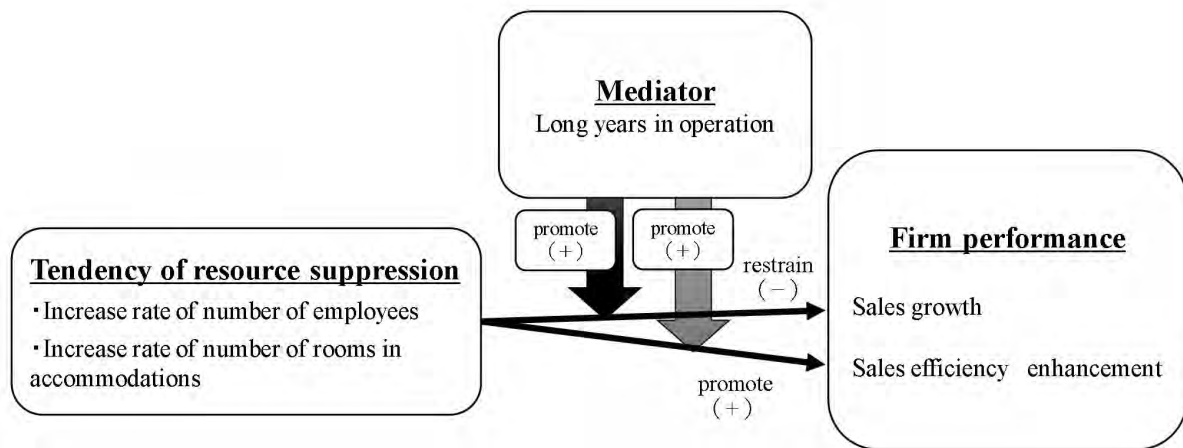 Mediator
Long years in operation
promote
(+)
promote
(+)
Tendency of resource suppression
・Increase rate of number of employees
・Increase rate of number of rooms in
accommodations
restrain
(−)
promote
(+)
Firm performance
Sales growth
Sales efficiency enhancement